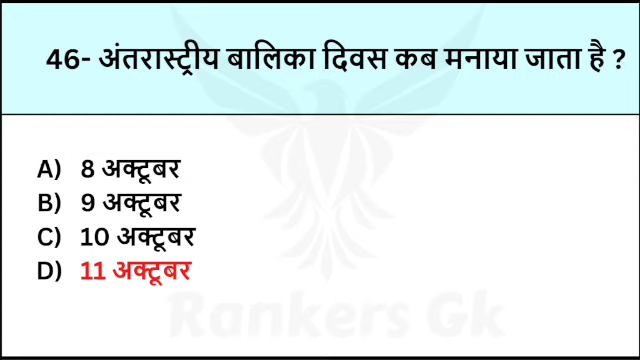 46- अंतरास्ट्रीय बालिका दिवस कब मनाया जाता है ?
A) 8 अक्टूबर
B) 9 अक्टूबर
C) 10 अक्टूबर
D) 11 अक्टूबर
Rankers Gk